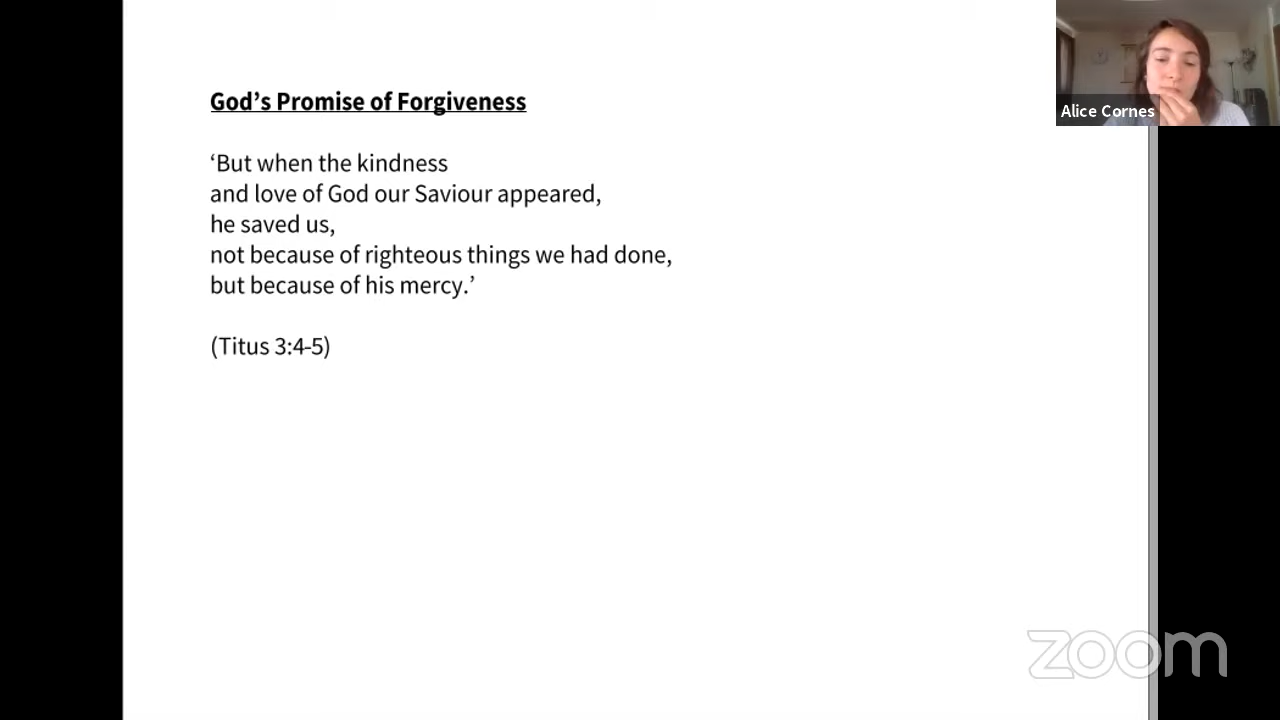 God’s Promise of Forgiveness
‘But when the kindness
and love of God our Saviour appeared,
he saved us,
not because of righteous things we had done,
but because of his mercy.’
(Titus 3:4-5)
Alice Cornes
zoom